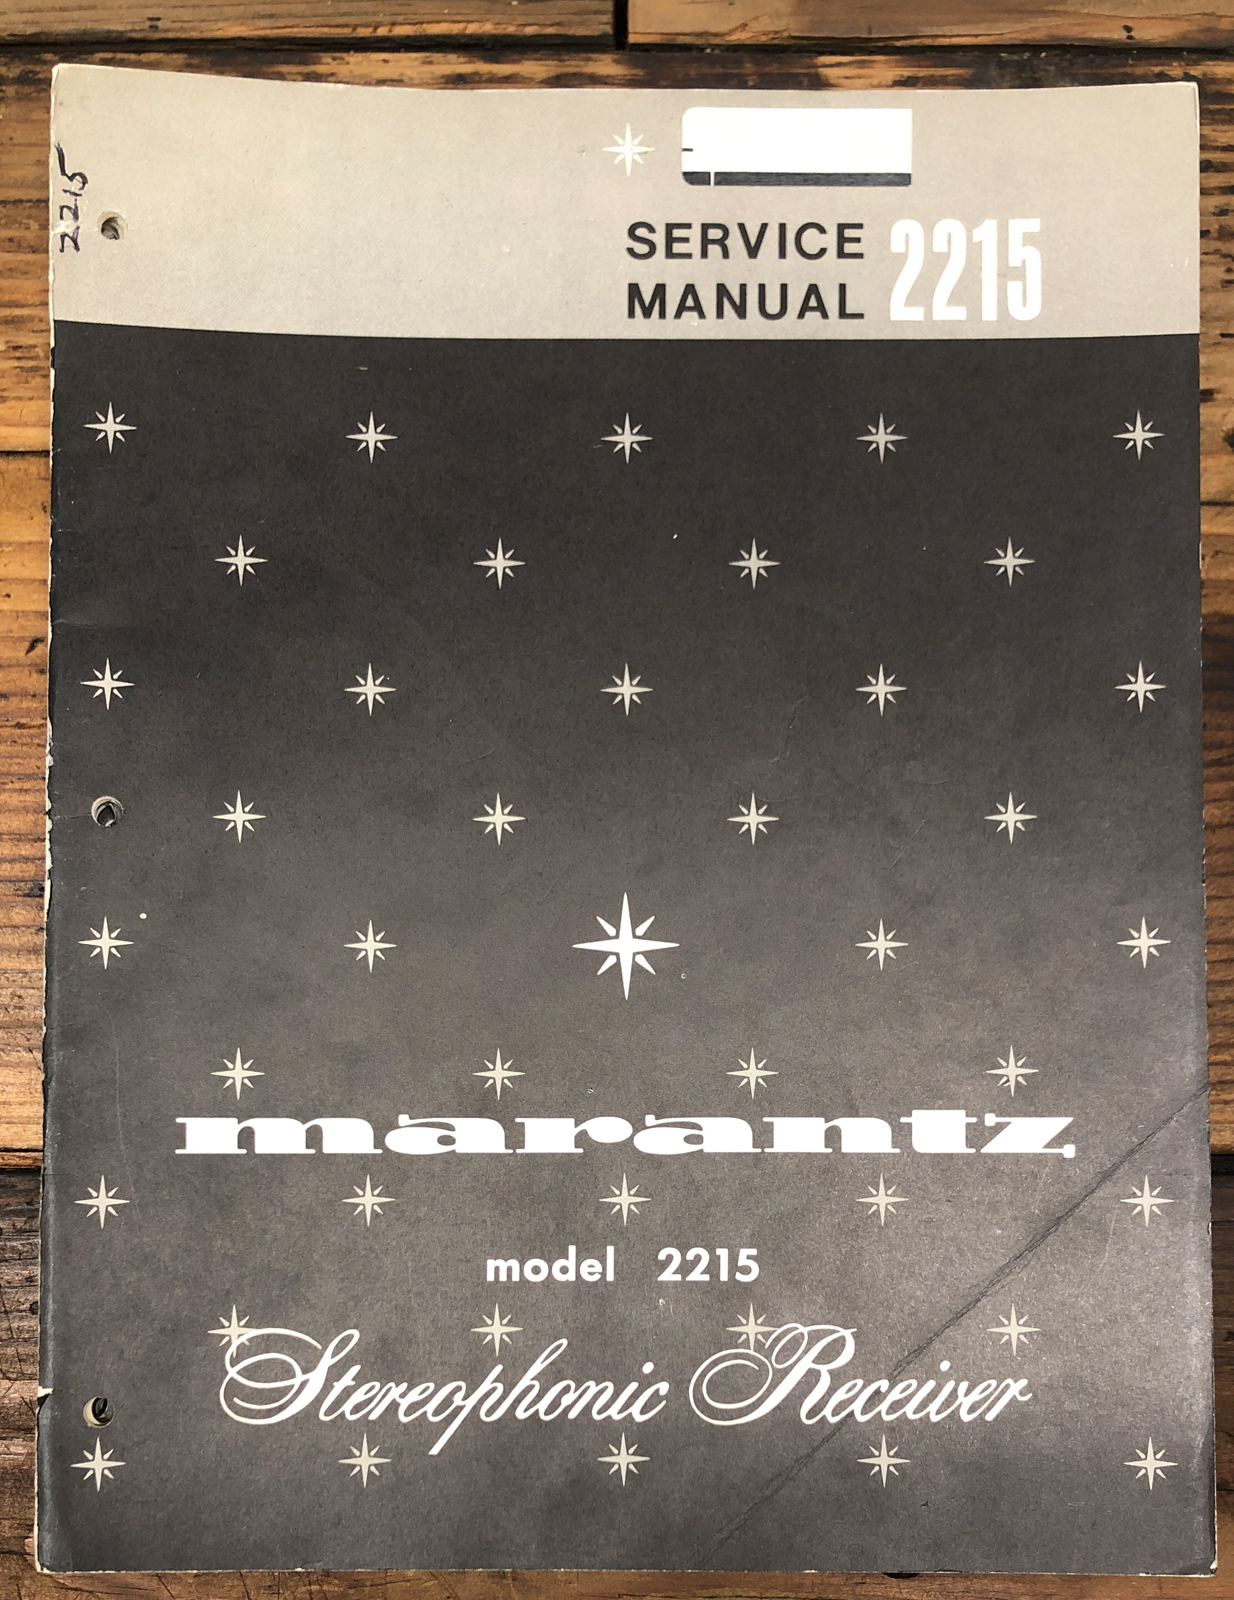 2215
SERVICE
MANUAL 2215
marantz
model 2215
Stereophonic Receiver